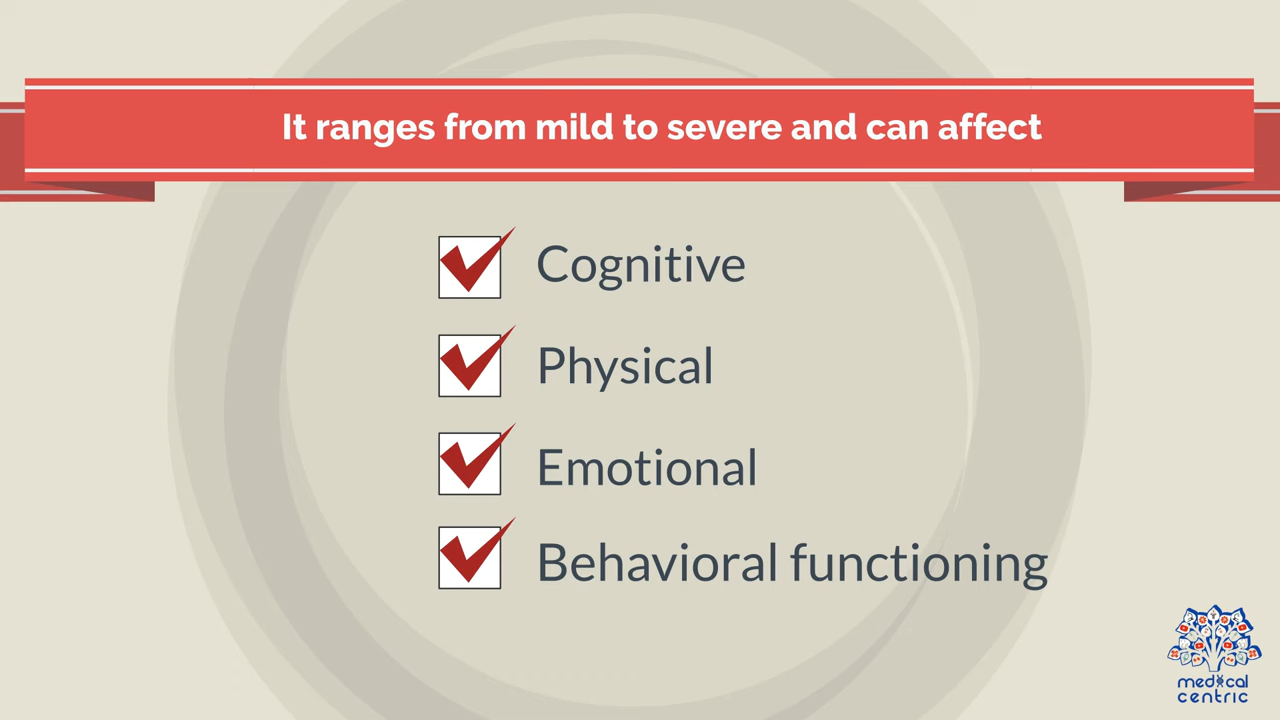 It ranges from mild to severe and can affect
Cognitive
Physical
Emotional
Behavioral functioning
medical
centric